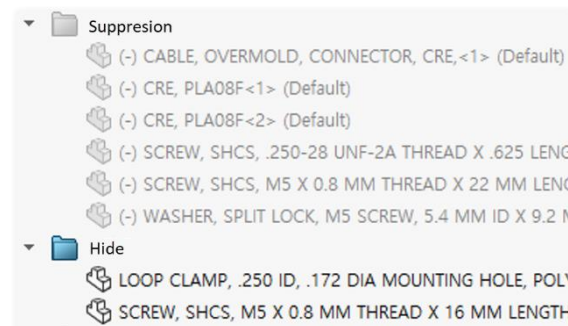 Suppresion
(-) CABLE, OVERMOLD, CONNECTOR, CRE,<1> (Default)
(-) CRE, PLA08F<1> (Default)
(-) CRE, PLA08F<2> (Default)
(-) SCREW, SHCS, .250-28 UNF-2A THREAD X .625 LENG
(-) SCREW, SHCS, M5 X 0.8 MM THREAD X 22 MM LENG
(-) WASHER, SPLIT LOCK, M5 SCREW, 5.4 MM ID X 9.2
Hide
LOOP CLAMP, .250 ID, .172 DIA MOUNTING HOLE, POLY
SCREW, SHCS, M5 X 0.8 MM THREAD X 16 MM LENGTH